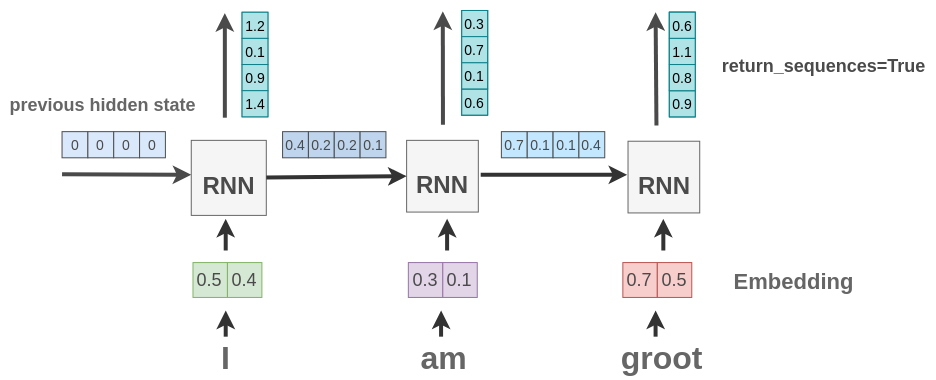 1.2
0.1
0.9
1.4
0.3
0.7
0.1
0.6
0.6
1.1
0.8
0.9
return_sequences=True
previous hidden state
0 0 0 0
0.4 0.2 0.2 0.1
0.7 0.1 0.1 0.4
RNN
RNN
RNN
0.5 0.4
0.3 0.1
0.7 0.5
Embedding
I
am
groot